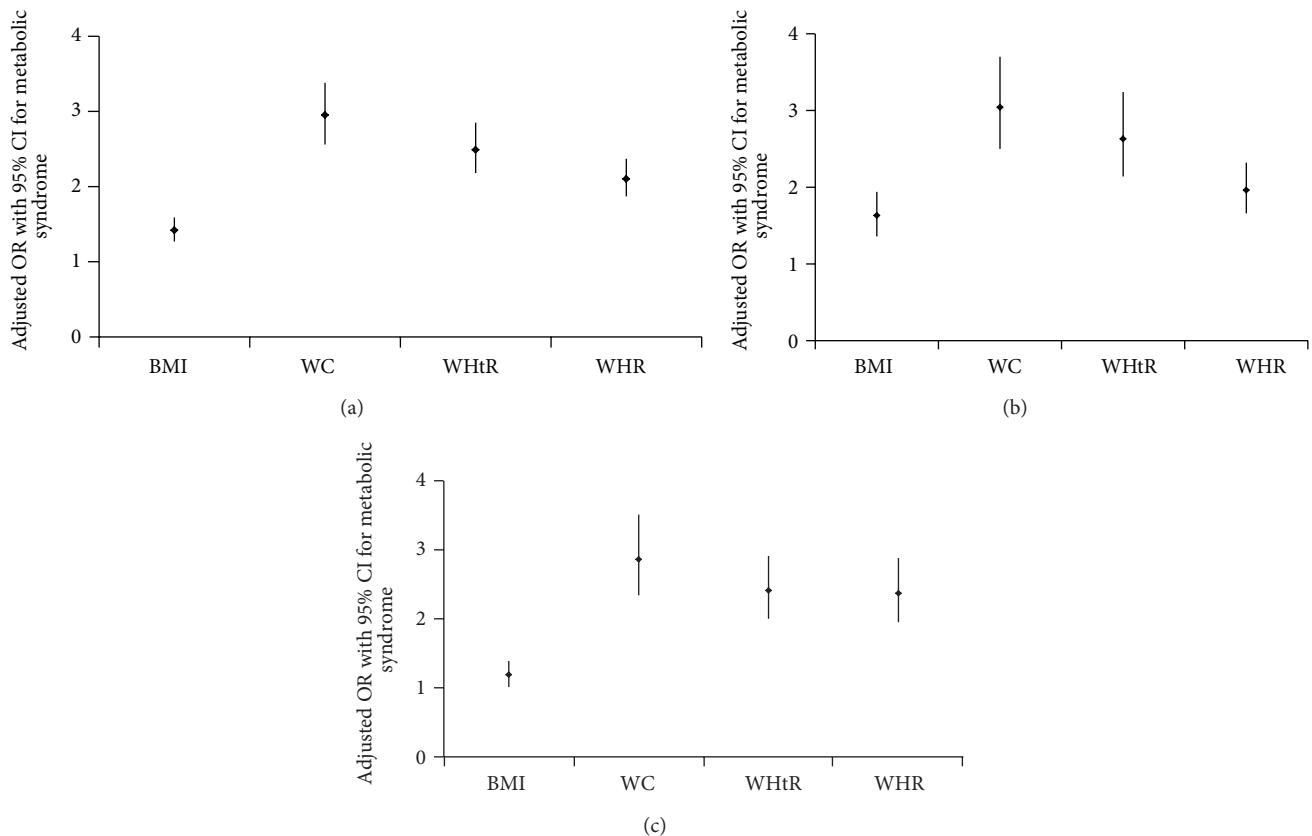 Adjusted OR with 95% CI for metabolic
syndrome
4
3
2
1
0
BMI WC WHtR WHR
(a)
Adjusted OR with 95% CI for metabolic
syndrome
4
3
2
1
0
BMI WC WHtR WHR
(b)
Adjusted OR with 95% CI for metabolic
syndrome
4
3
2
1
0
BMI WC WHtR WHR
(c)